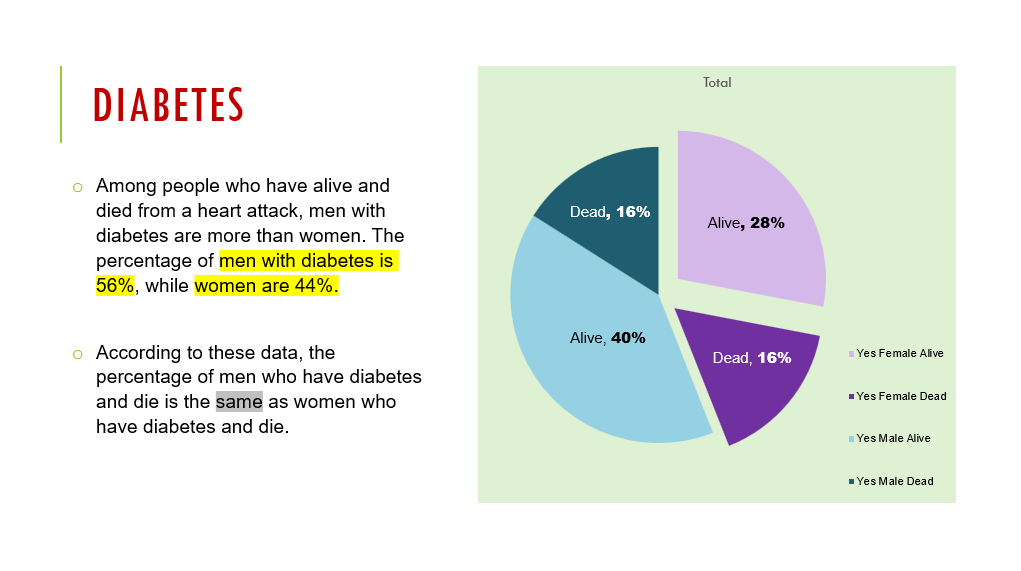 DIABETES
○ Among people who have alive and
died from a heart attack, men with
diabetes are more than women. The
percentage of men with diabetes is
56%, while women are 44%.
○ According to these data, the
percentage of men who have diabetes
and die is the same as women who
have diabetes and die.
Total
Dead, 16%
Alive, 28%
Alive, 40%
Dead, 16%
Yes Female Alive
Yes Female Dead
Yes Male Alive
Yes Male Dead